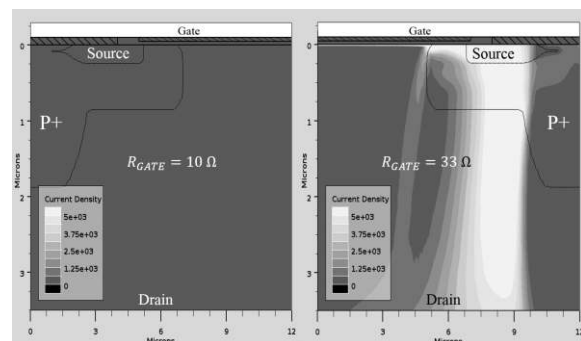 Gate
Source
P+
R_GATE = 10 Ω
Current Density
5e+03
3.75e+03
2.5e+03
1.25e+03
0
Drain
0
1
2
3
Microns
0
3
6
9
12
Microns
Gate
Source
P+
R_GATE = 33 Ω
Current Density
5e+03
3.75e+03
2.5e+03
1.25e+03
0
Drain
0
1
2
3
Microns
0
3
6
9
12
Microns